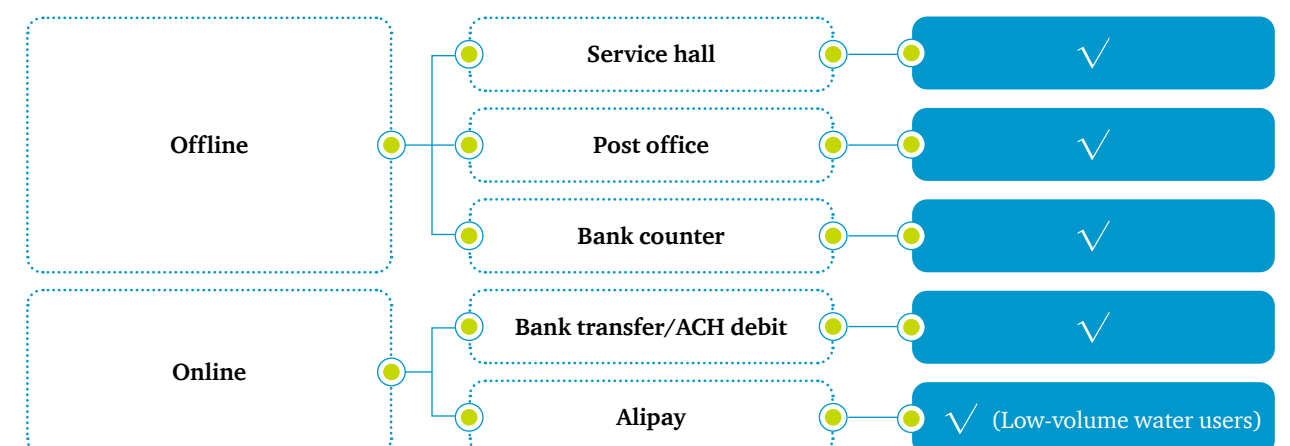 Offline
Service hall
√
Post office
√
Bank counter
√
Online
Bank transfer/ACH debit
√
Alipay
√ (Low-volume water users)